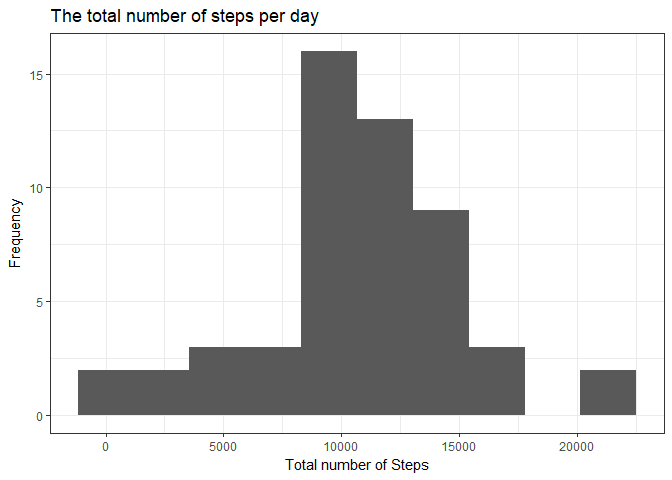 The total number of steps per day
15
10
5
0
Frequency
0 5000 10000 15000 20000
Total number of Steps